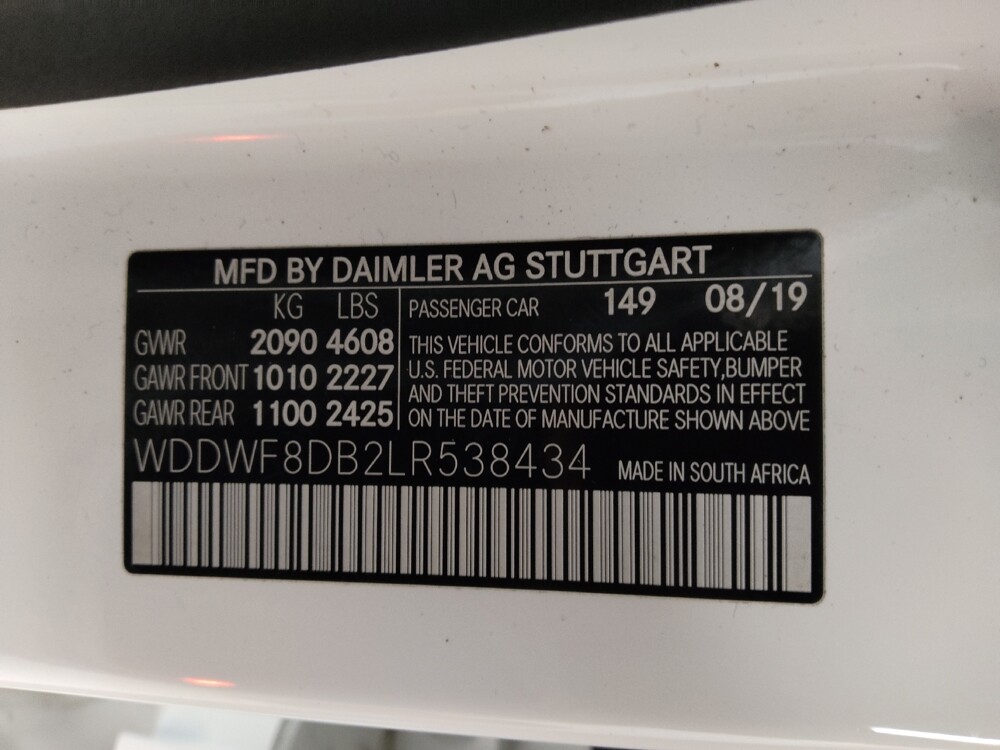 MFD BY DAIMLER AG STUTTGART
KG LBS
GVWR 2090 4608
GAWR FRONT 1010 2227
GAWR REAR 1100 2425
PASSENGER CAR 149 08/19
THIS VEHICLE CONFORMS TO ALL APPLICABLE
U.S. FEDERAL MOTOR VEHICLE SAFETY,BUMPER
AND THEFT PREVENTION STANDARDS IN EFFECT
ON THE DATE OF MANUFACTURE SHOWN ABOVE
WDDWF8DB2LR538434 MADE IN SOUTH AFRICA